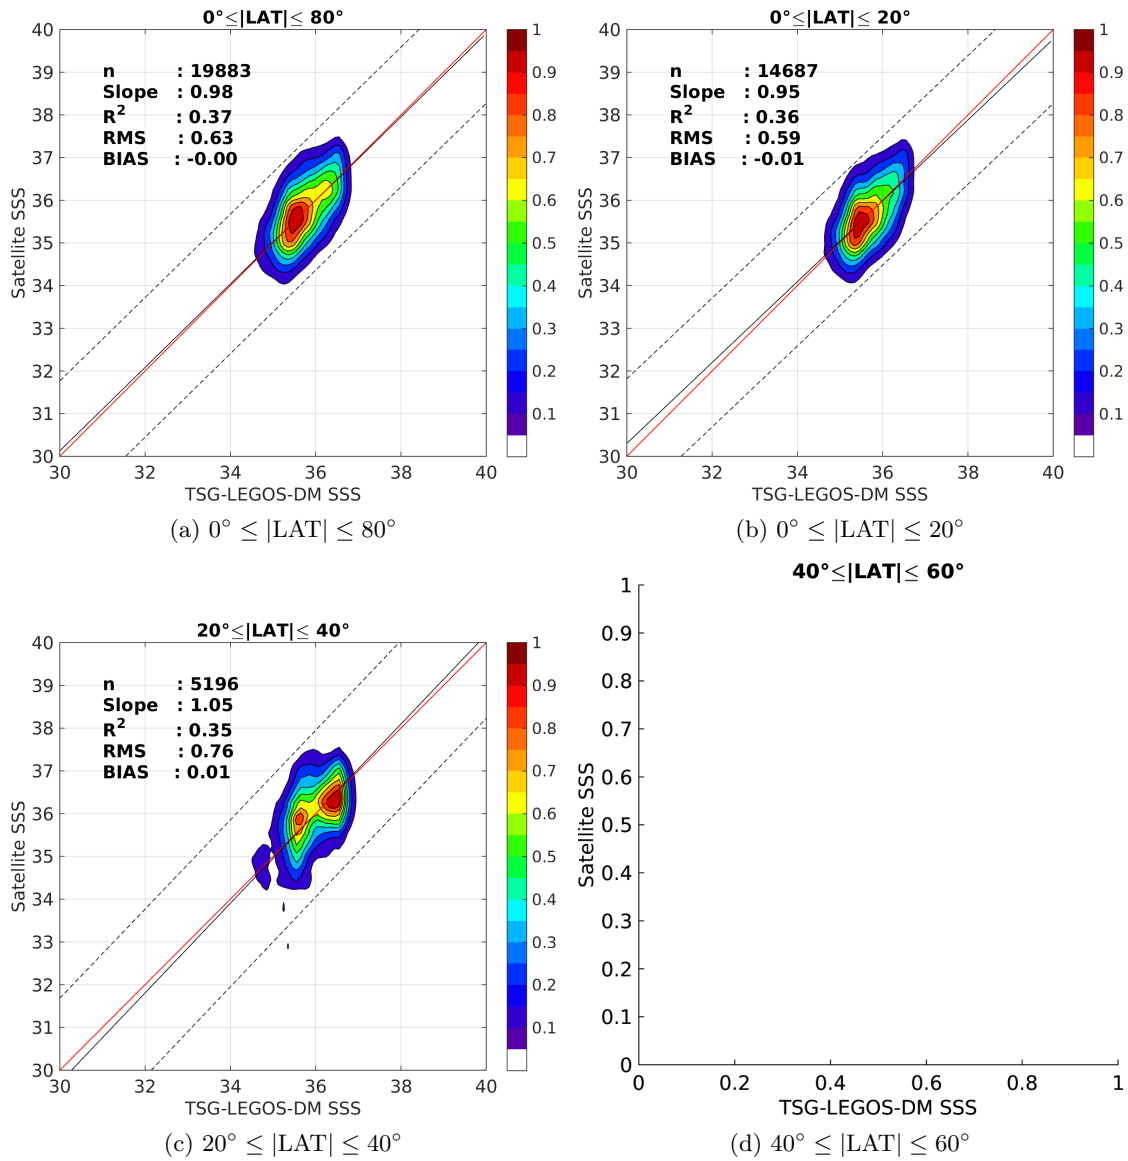 0°≤|LAT|≤ 80°
n : 19883
Slope : 0.98
R² : 0.37
RMS : 0.63
BIAS : -0.00
40
39
38
37
36
35
34
33
32
31
30
Satellite SSS
30 32 34 36 38 40
TSG-LEGOS-DM SSS
1
0.9
0.8
0.7
0.6
0.5
0.4
0.3
0.2
0.1
(a) 0° ≤ |LAT| ≤ 80°
0°≤|LAT|≤ 20°
n : 14687
Slope : 0.95
R² : 0.36
RMS : 0.59
BIAS : -0.01
40
39
38
37
36
35
34
33
32
31
30
Satellite SSS
30 32 34 36 38 40
TSG-LEGOS-DM SSS
1
0.9
0.8
0.7
0.6
0.5
0.4
0.3
0.2
0.1
(b) 0° ≤ |LAT| ≤ 20°
20°≤|LAT|≤ 40°
n : 5196
Slope : 1.05
R² : 0.35
RMS : 0.76
BIAS : 0.01
40
39
38
37
36
35
34
33
32
31
30
Satellite SSS
30 32 34 36 38 40
TSG-LEGOS-DM SSS
1
0.9
0.8
0.7
0.6
0.5
0.4
0.3
0.2
0.1
(c) 20° ≤ |LAT| ≤ 40°
40°≤|LAT|≤ 60°
1
0.9
0.8
0.7
0.6
0.5
0.4
0.3
0.2
0.1
0
Satellite SSS
0 0.2 0.4 0.6 0.8 1
TSG-LEGOS-DM SSS
(d) 40° ≤ |LAT| ≤ 60°